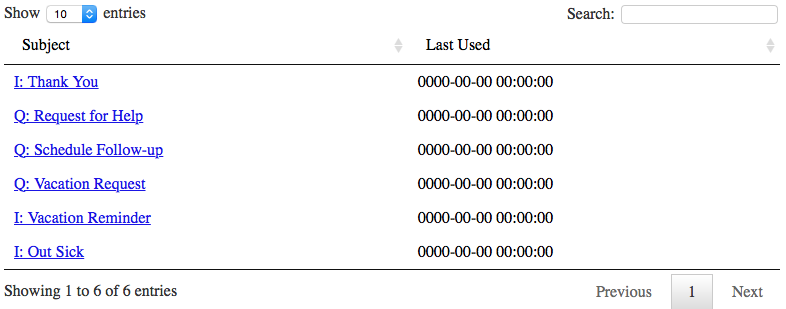 Show 10 entries Search:
Subject Last Used
I: Thank You 0000-00-00 00:00:00
Q: Request for Help 0000-00-00 00:00:00
Q: Schedule Follow-up 0000-00-00 00:00:00
Q: Vacation Request 0000-00-00 00:00:00
I: Vacation Reminder 0000-00-00 00:00:00
I: Out Sick 0000-00-00 00:00:00
Showing 1 to 6 of 6 entries Previous 1 Next